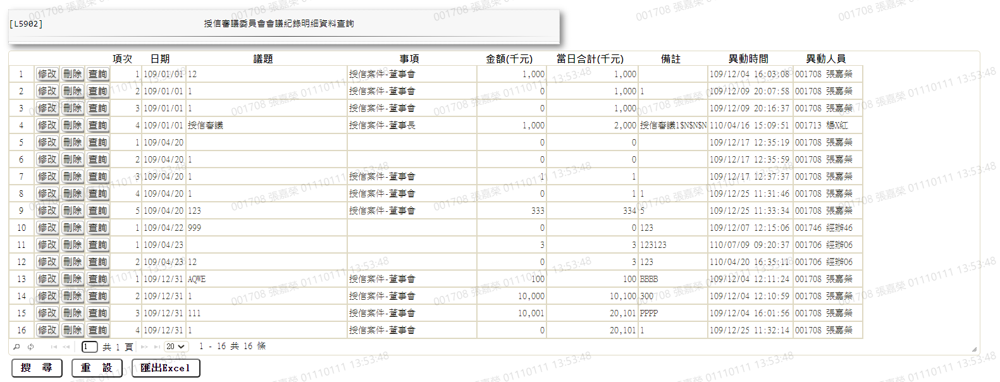 [L5902] 授信審議委員會會議紀錄明細資料查詢
項次 日期 議題 事項 金額(千元) 當日合計(千元) 備註 異動時間 異動人員
1 修改 刪除 查詢 1 109/01/01 12 授信案件-董事會 1,000 1,000 109/12/04 16:03:08 001708 張嘉榮
2 修改 刪除 查詢 2 109/01/01 1 授信案件-董事會 0 1,000 1 109/12/09 20:07:58 001708 張嘉榮
3 修改 刪除 查詢 3 109/01/01 1 授信案件-董事會 0 1,000 109/12/09 20:16:37 001708 張嘉榮
4 修改 刪除 查詢 4 109/01/01 授信審議 授信案件-董事長 1,000 2,000 授信審議1$N$N$N 110/04/16 15:09:51 001713 楊X紅
5 修改 刪除 查詢 1 109/04/20 0 0 109/12/17 12:35:19 001708 張嘉榮
6 修改 刪除 查詢 2 109/04/20 1 0 0 109/12/17 12:35:59 001708 張嘉榮
7 修改 刪除 查詢 3 109/04/20 1 授信案件-董事會 1 1 109/12/17 12:37:37 001708 張嘉榮
8 修改 刪除 查詢 4 109/04/20 1 授信案件-董事會 0 1 1 109/12/25 11:31:46 001708 張嘉榮
9 修改 刪除 查詢 5 109/04/20 123 授信案件-董事會 333 334 5 109/12/25 11:33:34 001708 張嘉榮
10 修改 刪除 查詢 1 109/04/22 999 0 0 123 109/12/07 12:15:06 001746 經辦46
11 修改 刪除 查詢 1 109/04/23 3 3 123123 110/07/09 09:20:37 001706 經辦06
12 修改 刪除 查詢 2 109/04/23 12 0 3 123 110/04/20 16:35:11 001706 經辦06
13 修改 刪除 查詢 1 109/12/31 AQWE 授信案件-董事會 100 100 BBBB 109/12/04 12:11:24 001708 張嘉榮
14 修改 刪除 查詢 2 109/12/31 1 授信案件-董事會 10,000 10,100 300 109/12/04 12:10:59 001708 張嘉榮
15 修改 刪除 查詢 3 109/12/31 111 授信案件-董事會 10,001 20,101 PPPP 109/12/04 16:01:56 001708 張嘉榮
16 修改 刪除 查詢 4 109/12/31 1 授信案件-董事會 0 20,101 1 109/12/25 11:32:14 001708 張嘉榮
1 共 1 頁 20 1 - 16 共 16 條
搜 尋 重 設 匯出Excel
001708 張嘉榮 01110111 13:53:48